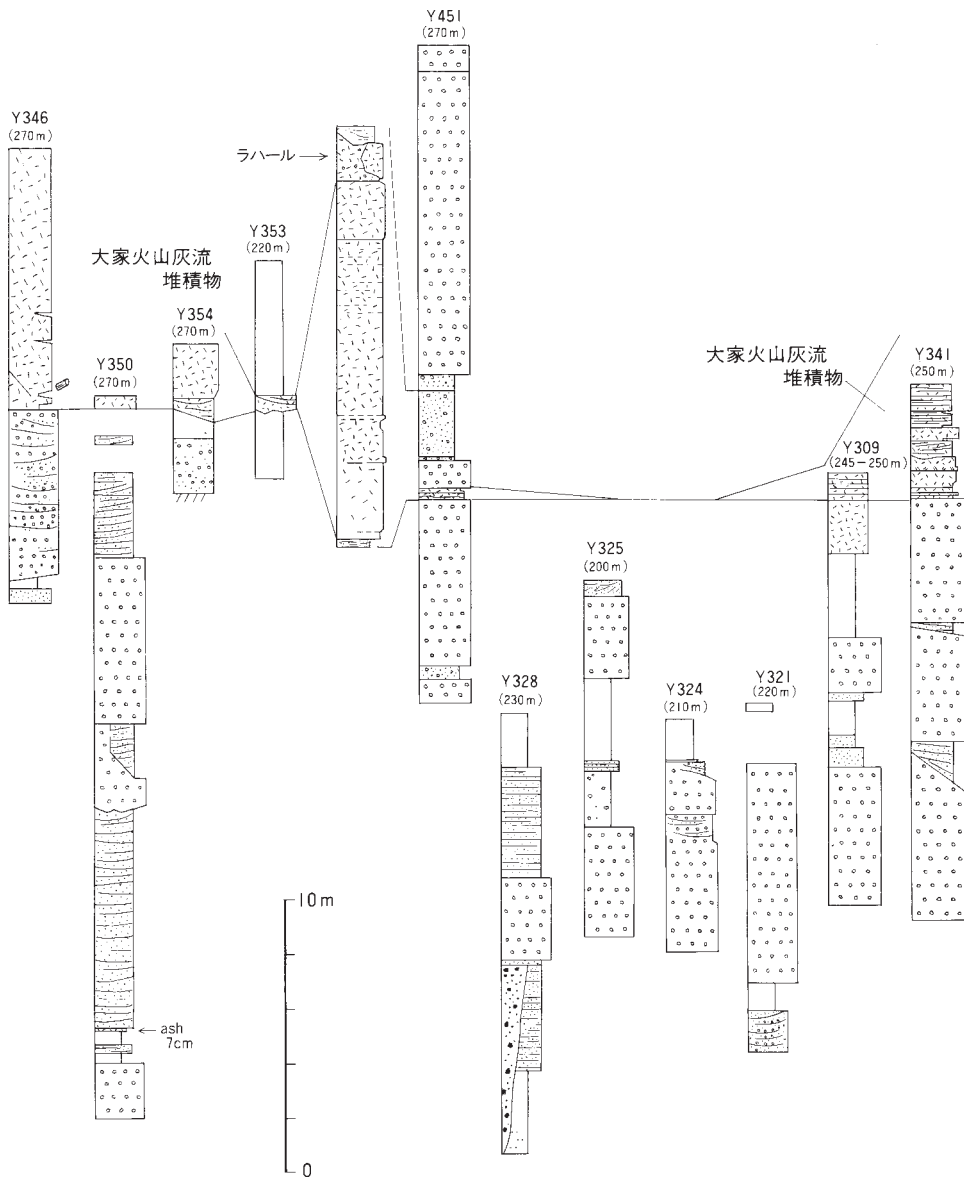 Y451
(270m)
Y346
(270m)
ラハール
Y353
(220m)
大家火山灰流
堆積物
Y354
(270m)
Y350
(270m)
大家火山灰流
堆積物
Y341
(250m)
Y309
(245-250m)
Y325
(200m)
Y328
(230m)
Y324
(210m)
Y321
(220m)
10m
ash
7cm
0